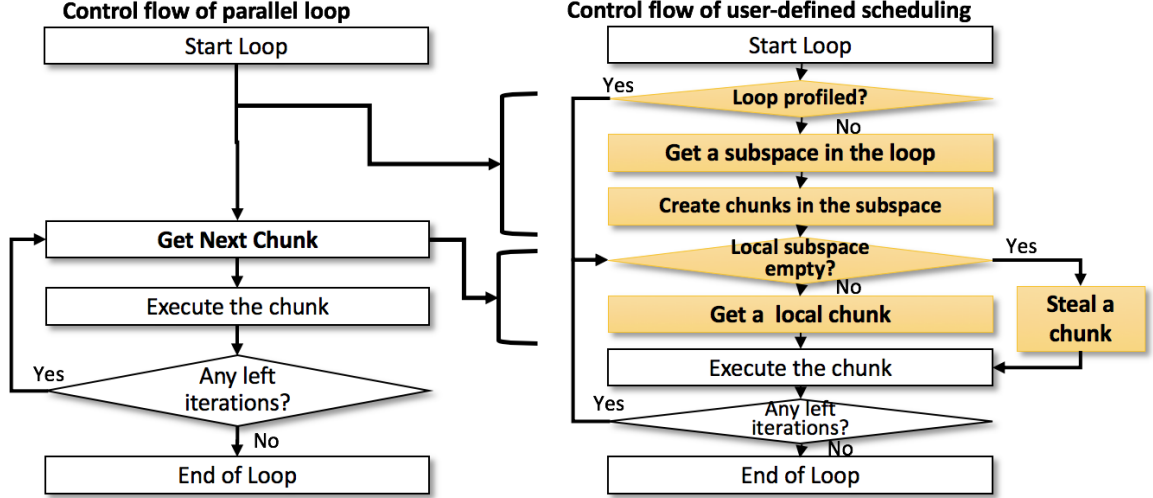 Control flow of parallel loop
Start Loop
Get Next Chunk
Execute the chunk
Yes
Any left
iterations?
No
End of Loop
Control flow of user-defined scheduling
Start Loop
Yes
Loop profiled?
No
Get a subspace in the loop
Create chunks in the subspace
Local subspace
empty?
Yes
No
Get a local chunk
Steal a
chunk
Execute the chunk
Yes
Any left
iterations?
No
End of Loop